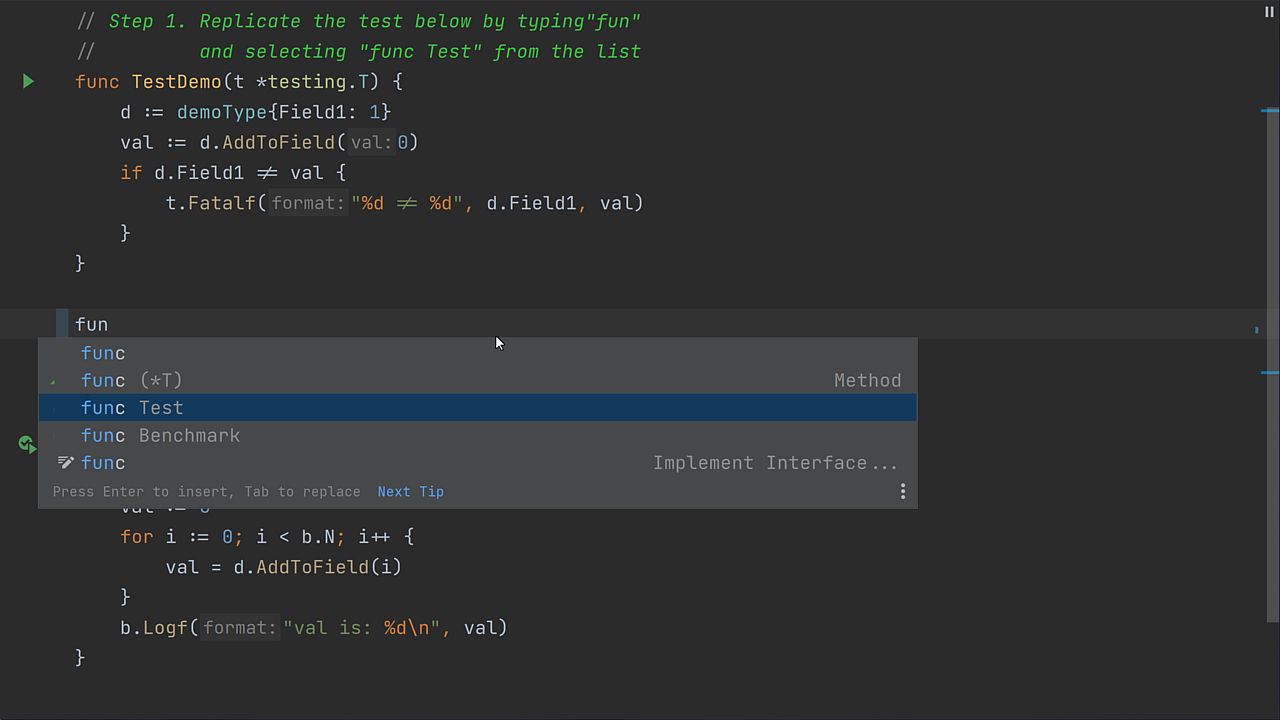 // Step 1. Replicate the test below by typing"fun"
//         and selecting "func Test" from the list
func TestDemo(t *testing.T) {
    d := demoType{Field1: 1}
    val := d.AddToField( val: 0)
    if d.Field1 ≠ val {
        t.Fatalf( format: "%d ≠ %d", d.Field1, val)
    }
}
fun
func
func (*T) Method
func Test
func Benchmark
func Implement Interface...
Press Enter to insert, Tab to replace Next Tip
    for i := 0; i < b.N; i++ {
        val = d.AddToField(i)
    }
    b.Logf( format: "val is: %d\n", val)
}